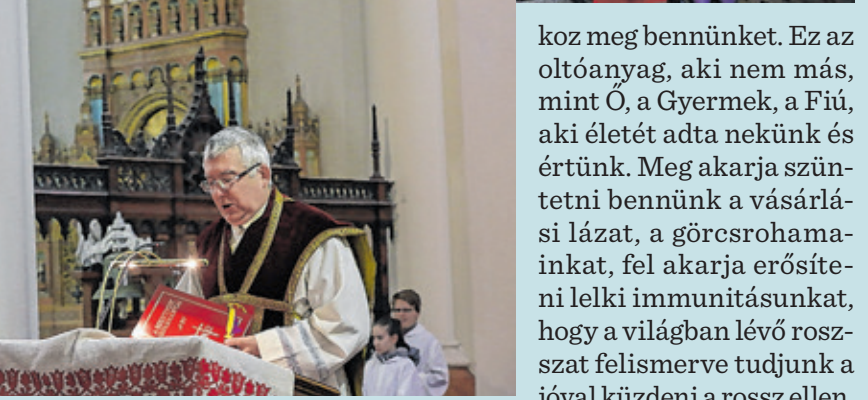 koz meg bennünket. Ez az
oltóanyag, aki nem más,
mint Ő, a Gyermek, a Fiú,
aki életét adta nekünk és
értünk. Meg akarja szün-
tetni bennünk a vásárlá-
si lázat, a görcsrohama-
inkat, fel akarja erősíte-
ni lelki immunitásunkat,
hogy a világban lévő rosz-
szat felismerve tudjunk a
jóval küzdeni a rossz ellen.